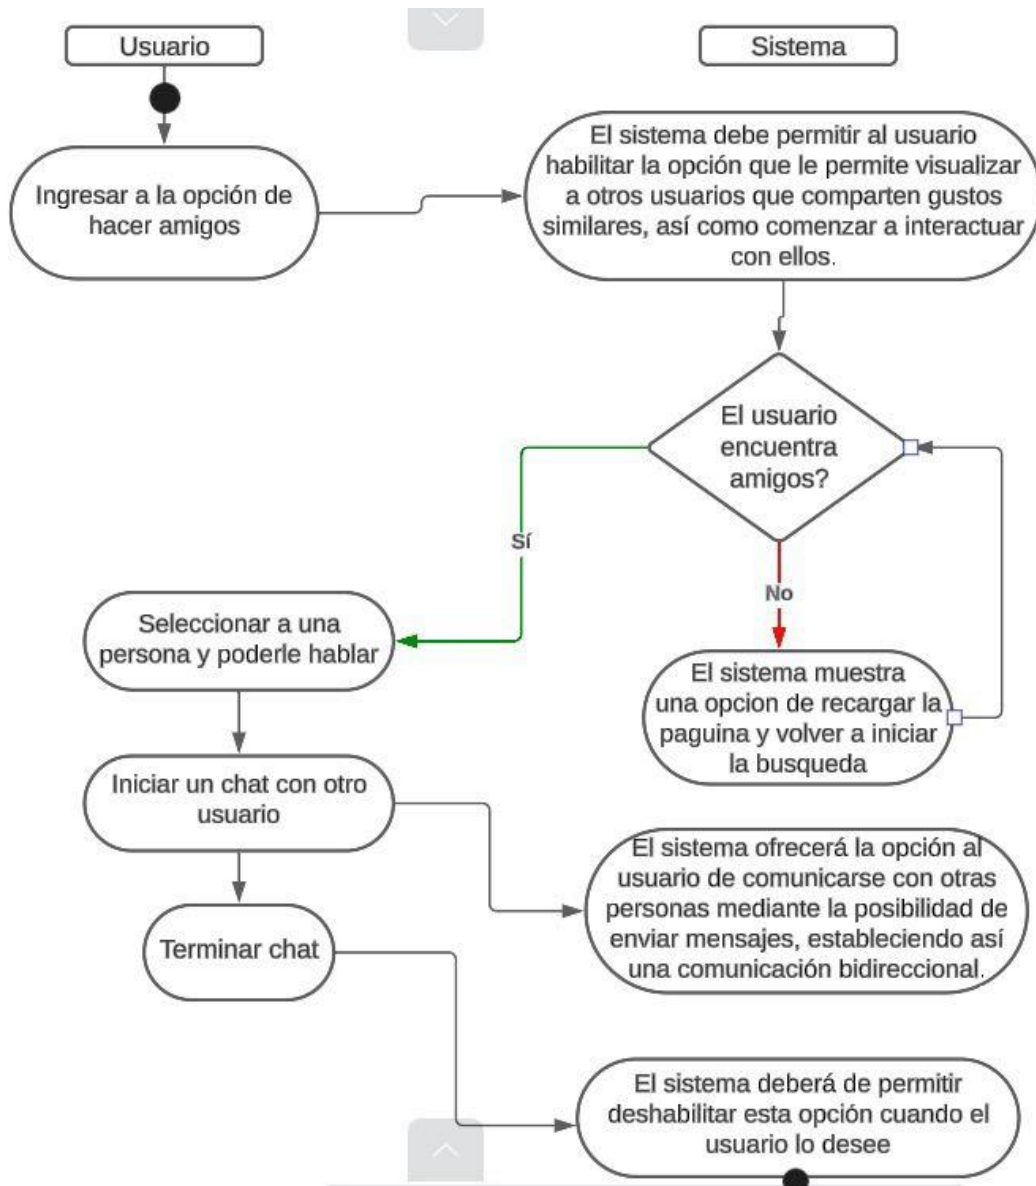 Usuario
Sistema
Ingresar a la opción de
hacer amigos
El sistema debe permitir al usuario
habilitar la opción que le permite visualizar
a otros usuarios que comparten gustos
similares, así como comenzar a interactuar
con ellos.
El usuario
encuentra
amigos?
Sí
No
Seleccionar a una
persona y poderle hablar
El sistema muestra
una opcion de recargar la
paguina y volver a iniciar
la busqueda
Iniciar un chat con otro
usuario
El sistema ofrecerá la opción al
usuario de comunicarse con otras
personas mediante la posibilidad de
enviar mensajes, estableciendo así
una comunicación bidireccional.
Terminar chat
El sistema deberá de permitir
deshabilitar esta opción cuando el
usuario lo desee